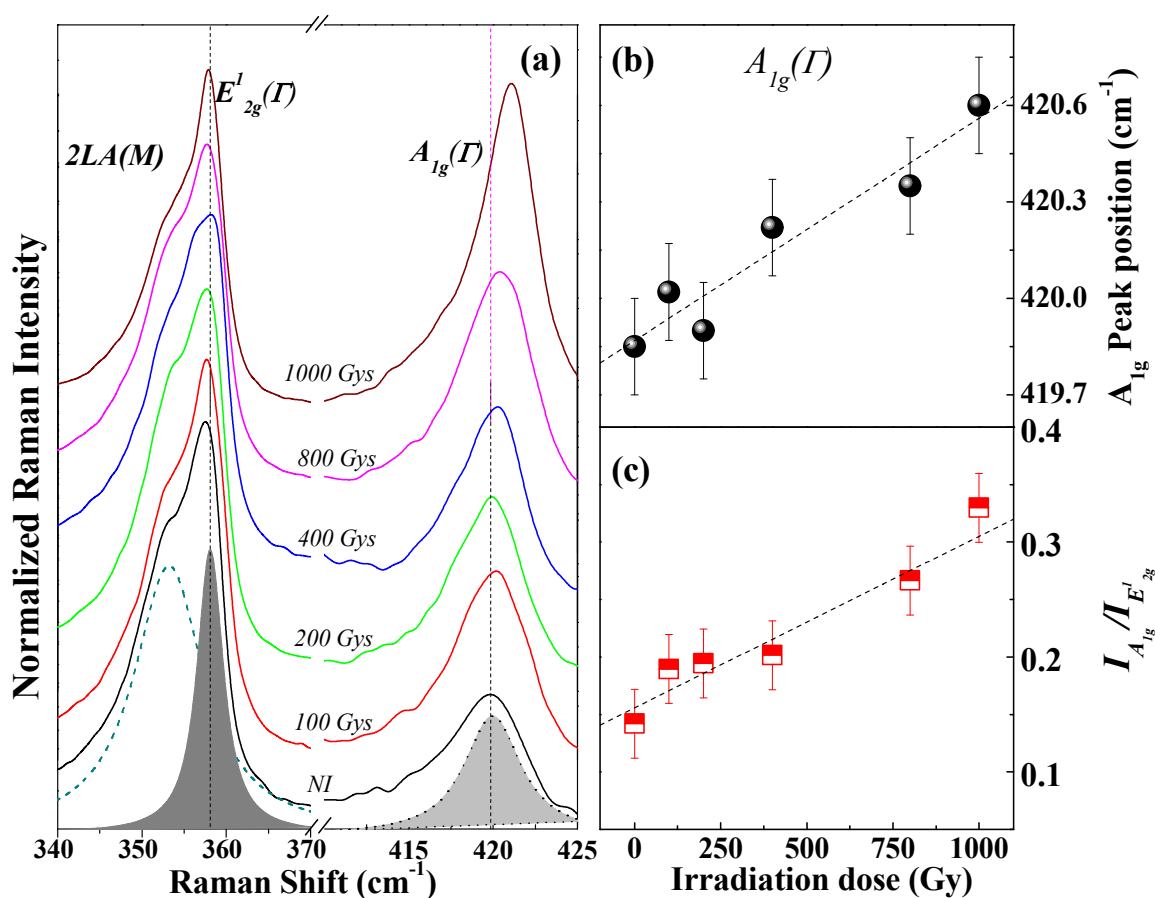 (a)
E¹₂g(Γ)
2LA(M)
A₁g(Γ)
1000 Gys
800 Gys
400 Gys
200 Gys
100 Gys
NI
Normalized Raman Intensity
340 350 360 370 415 420 425
Raman Shift (cm⁻¹)
(b)
A₁g(Γ)
420.6
420.3
420.0
419.7
A₁g Peak position (cm⁻¹)
(c)
0.4
0.3
0.2
0.1
I_A₁g/I_E¹₂g
0 250 500 750 1000
Irradiation dose (Gy)